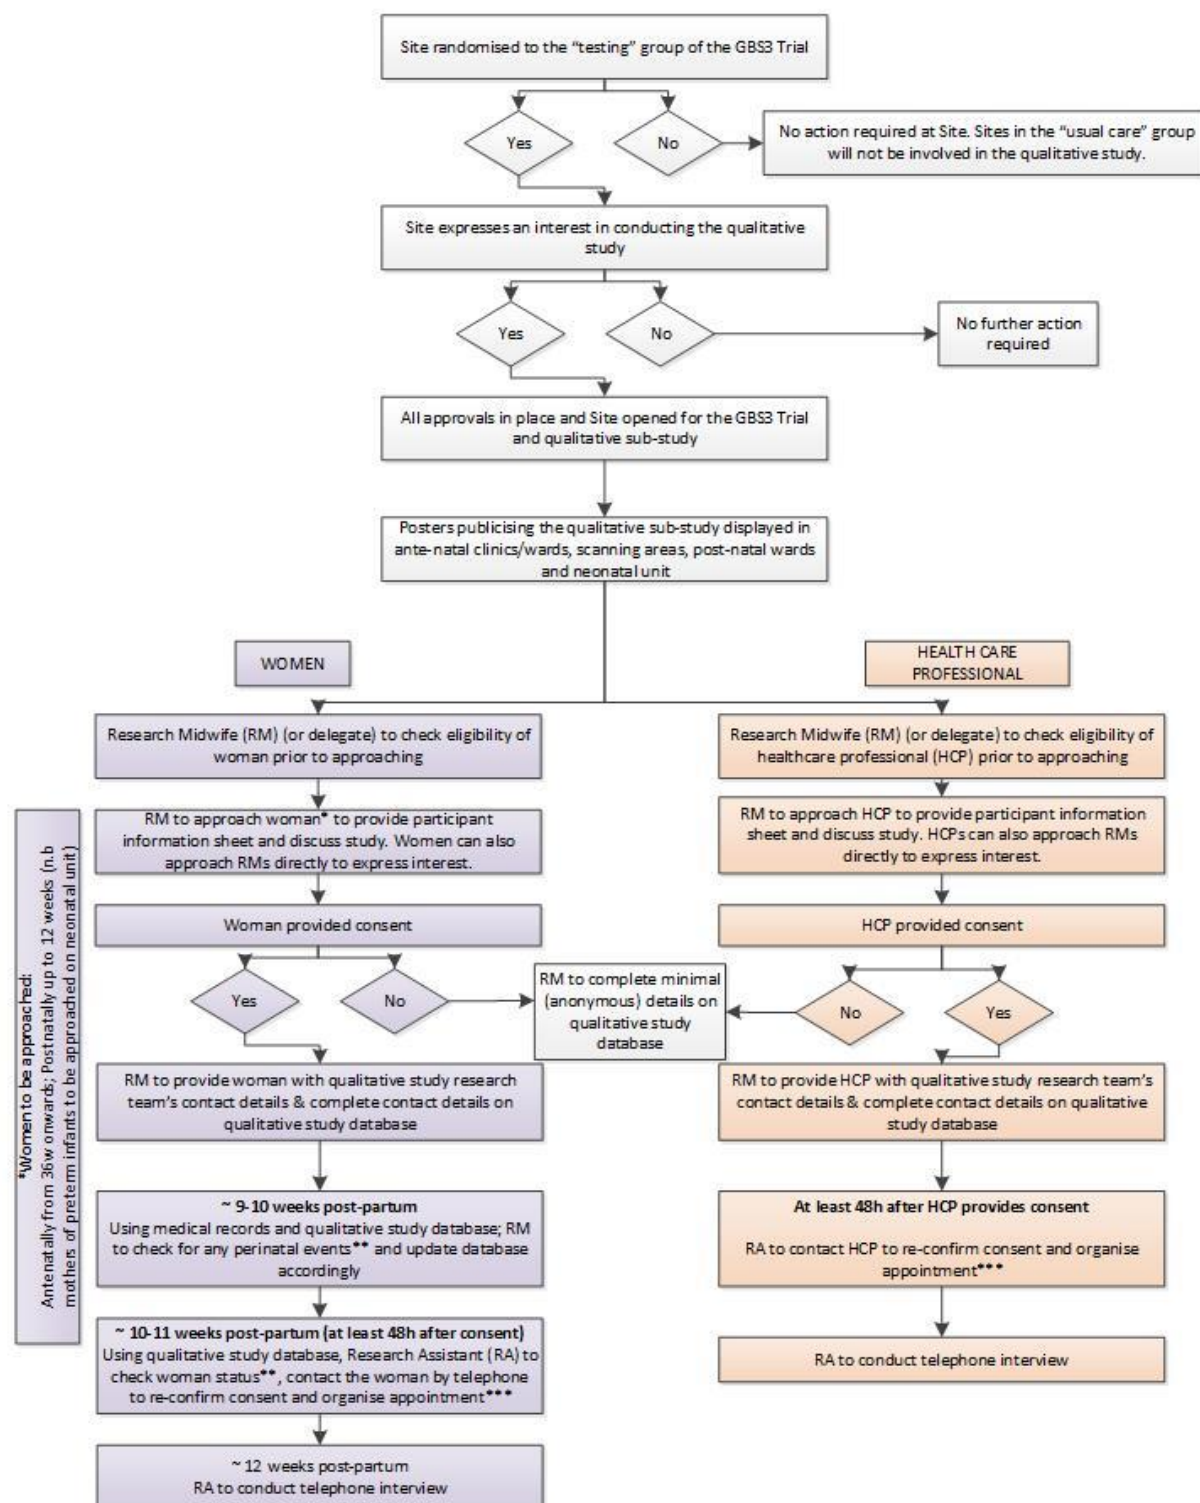 Site randomised to the “testing” group of the GBS3 Trial
Yes
No
No action required at Site. Sites in the “usual care” group
will not be involved in the qualitative study.
Site expresses an interest in conducting the qualitative
study
Yes
No
No further action
required
All approvals in place and Site opened for the GBS3 Trial
and qualitative sub-study
Posters publicising the qualitative sub-study displayed in
ante-natal clinics/wards, scanning areas, post-natal wards
and neonatal unit
WOMEN
Research Midwife (RM) (or delegate) to check eligibility of
woman prior to approaching
RM to approach woman* to provide participant
information sheet and discuss study. Women can also
approach RMs directly to express interest.
*Women to be approached:
Antenatally from 36w onwards; Postnatally up to 12 weeks (n.b
mothers of preterm infants to be approached on neonatal unit)
Woman provided consent
Yes
No
RM to complete minimal
(anonymous) details on
qualitative study
database
RM to provide woman with qualitative study research
team’s contact details & complete contact details on
qualitative study database
~ 9-10 weeks post-partum
Using medical records and qualitative study database; RM
to check for any perinatal events** and update database
accordingly
~ 10-11 weeks post-partum (at least 48h after consent)
Using qualitative study database, Research Assistant (RA) to
check woman status**, contact the woman by telephone
to re-confirm consent and organise appointment***
~ 12 weeks post-partum
RA to conduct telephone interview
HEALTH CARE
PROFESSIONAL
Research Midwife (RM) (or delegate) to check eligibility of
healthcare professional (HCP) prior to approaching
RM to approach HCP to provide participant information
sheet and discuss study. HCPs can also approach RMs
directly to express interest.
HCP provided consent
No
Yes
RM to provide HCP with qualitative study research team’s
contact details & complete contact details on qualitative
study database
At least 48h after HCP provides consent
RA to contact HCP to re-confirm consent and organise
appointment***
RA to conduct telephone interview